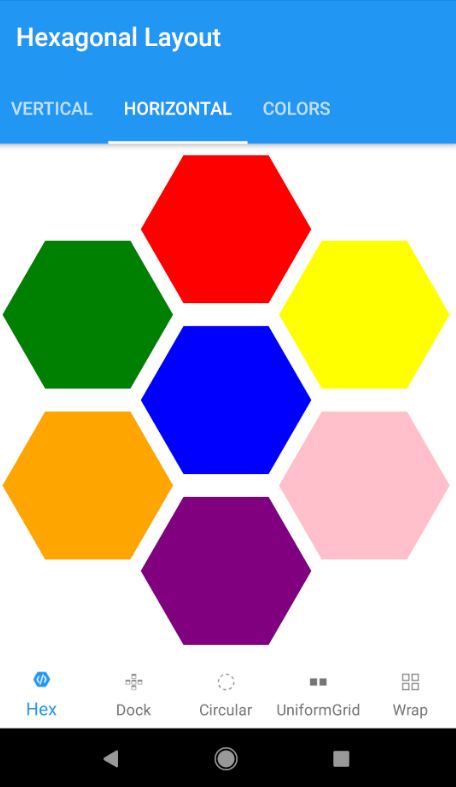 Hexagonal Layout
VERTICAL HORIZONTAL COLORS
Hex Dock Circular UniformGrid Wrap